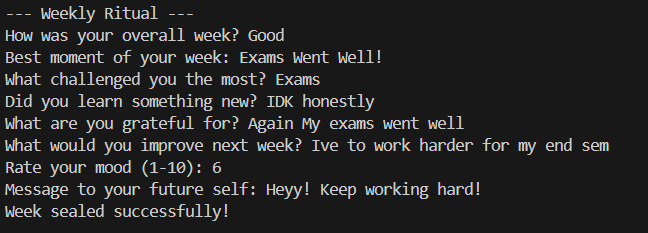 --- Weekly Ritual ---
How was your overall week? Good
Best moment of your week: Exams Went Well!
What challenged you the most? Exams
Did you learn something new? IDK honestly
What are you grateful for? Again My exams went well
What would you improve next week? Ive to work harder for my end sem
Rate your mood (1-10): 6
Message to your future self: Heyy! Keep working hard!
Week sealed successfully!